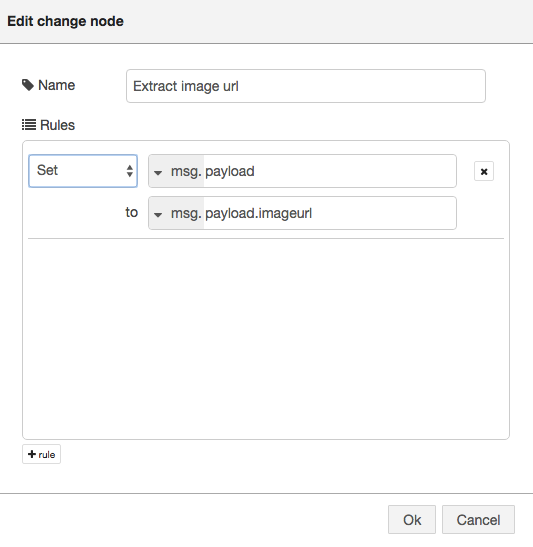 Edit change node
Name
Extract image url
Rules
Set
msg. payload
to
msg. payload.imageurl
rule
Ok
Cancel